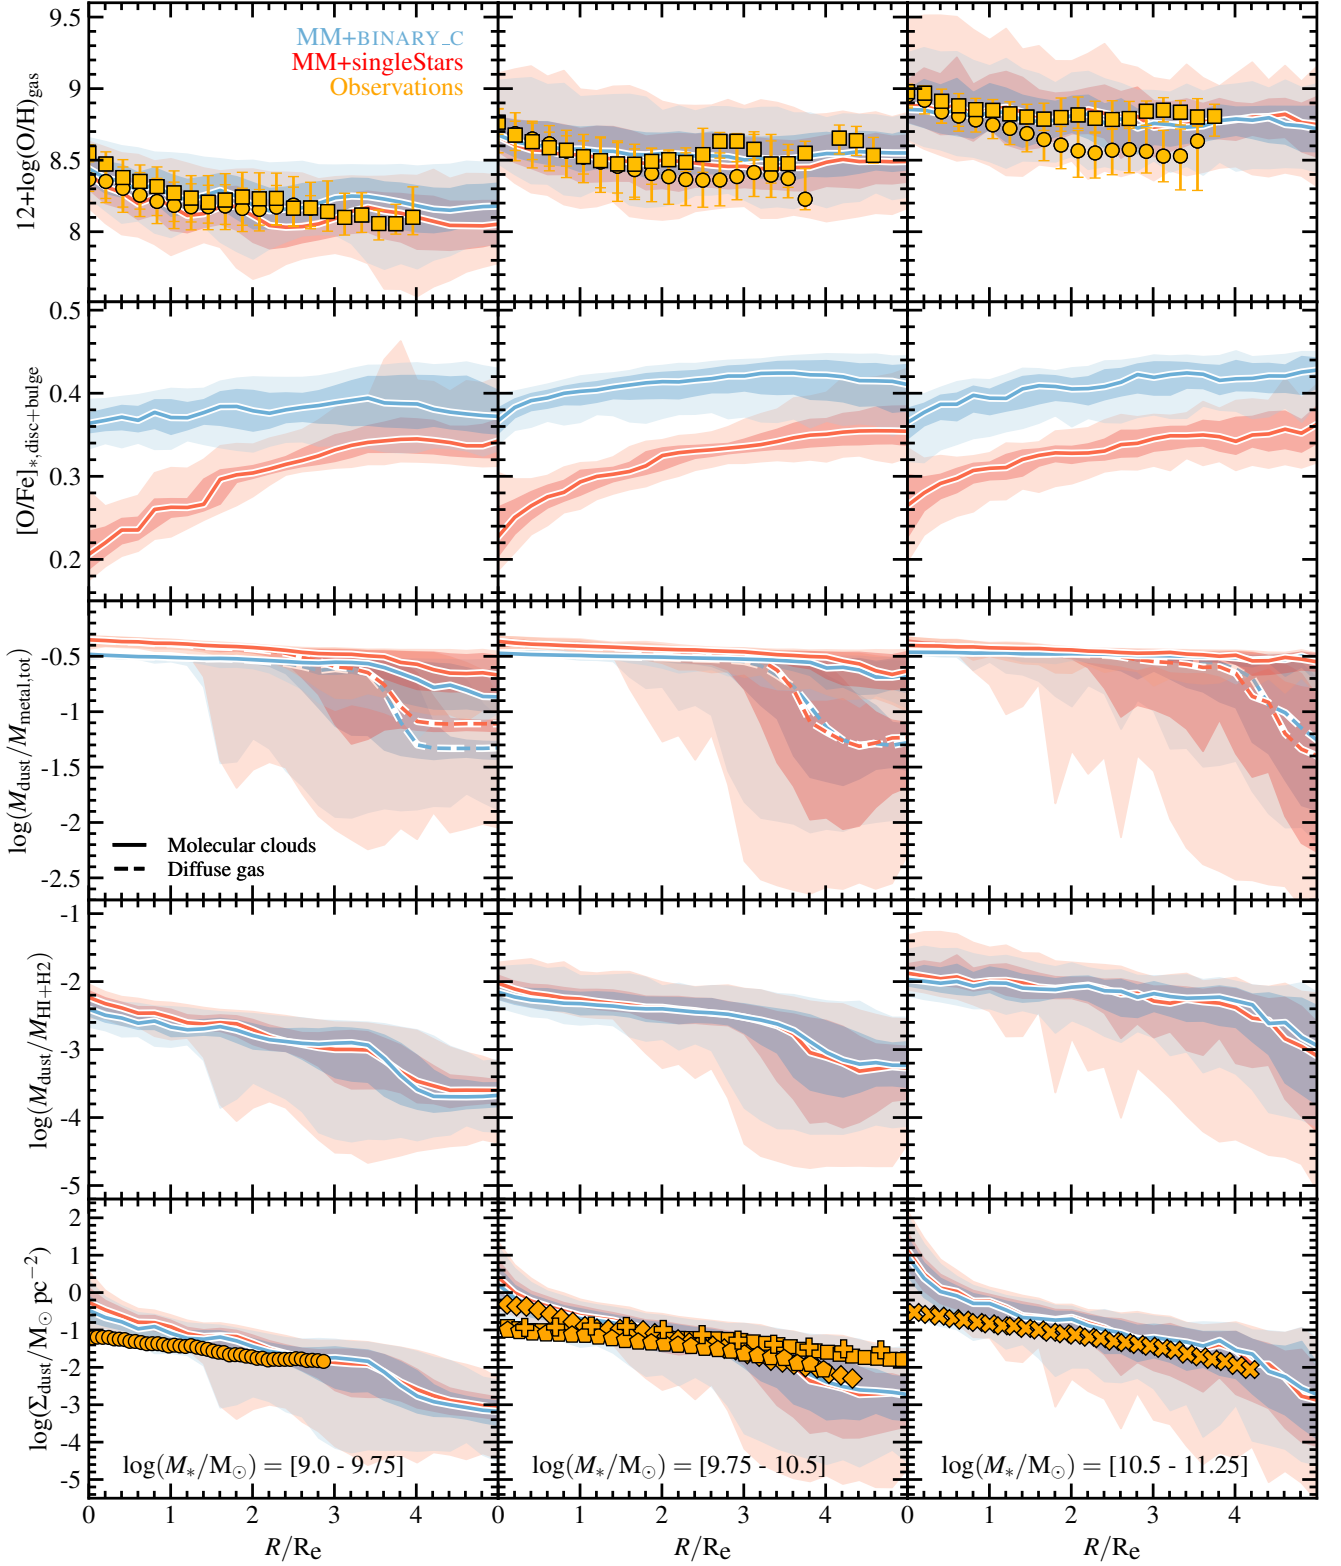 9.5
9
8.5
8
12+log(O/H)gas
MM+BINARY_C
MM+singleStars
Observations
0.5
0.4
0.3
0.2
[O/Fe]*,disc+bulge
-0.5
-1
-1.5
-2
-2.5
log(Mdust/Mmetal,tot)
Molecular clouds
Diffuse gas
-1
-2
-3
-4
-5
log(Mdust/MHI+H2)
2
1
0
-1
-2
-3
-4
-5
log(Σdust/M⊙ pc−2)
log(M*/M⊙) = [9.0 - 9.75] log(M*/M⊙) = [9.75 - 10.5] log(M*/M⊙) = [10.5 - 11.25]
0 1 2 3 4 0 1 2 3 4 0 1 2 3 4
R/Re R/Re R/Re